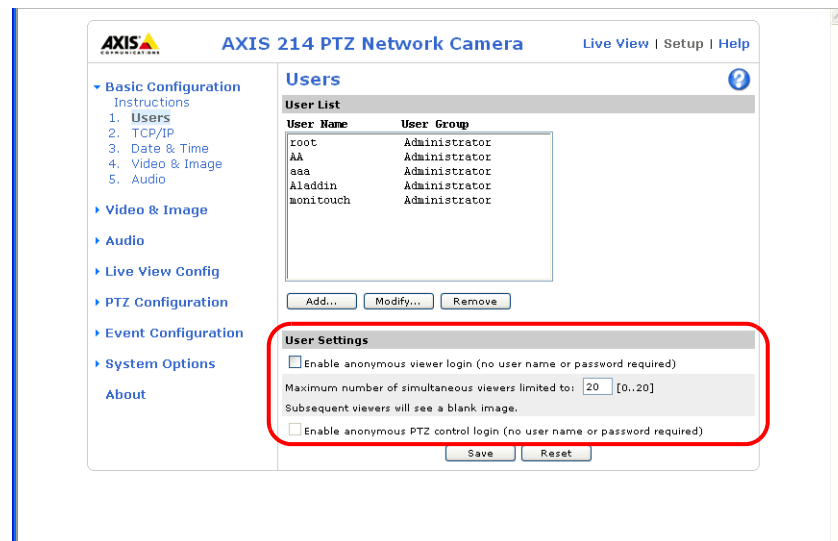 AXIS COMMUNICATIONS
AXIS 214 PTZ Network Camera
Live View | Setup | Help
Basic Configuration
Instructions
1. Users
2. TCP/IP
3. Date & Time
4. Video & Image
5. Audio
Video & Image
Audio
Live View Config
PTZ Configuration
Event Configuration
System Options
About
Users
?
User List
User Name User Group
root Administrator
AA Administrator
aaa Administrator
Aladdin Administrator
monitouch Administrator
Add... Modify... Remove
User Settings
Enable anonymous viewer login (no user name or password required)
Maximum number of simultaneous viewers limited to: 20 [0..20]
Subsequent viewers will see a blank image.
Enable anonymous PTZ control login (no user name or password required)
Save Reset